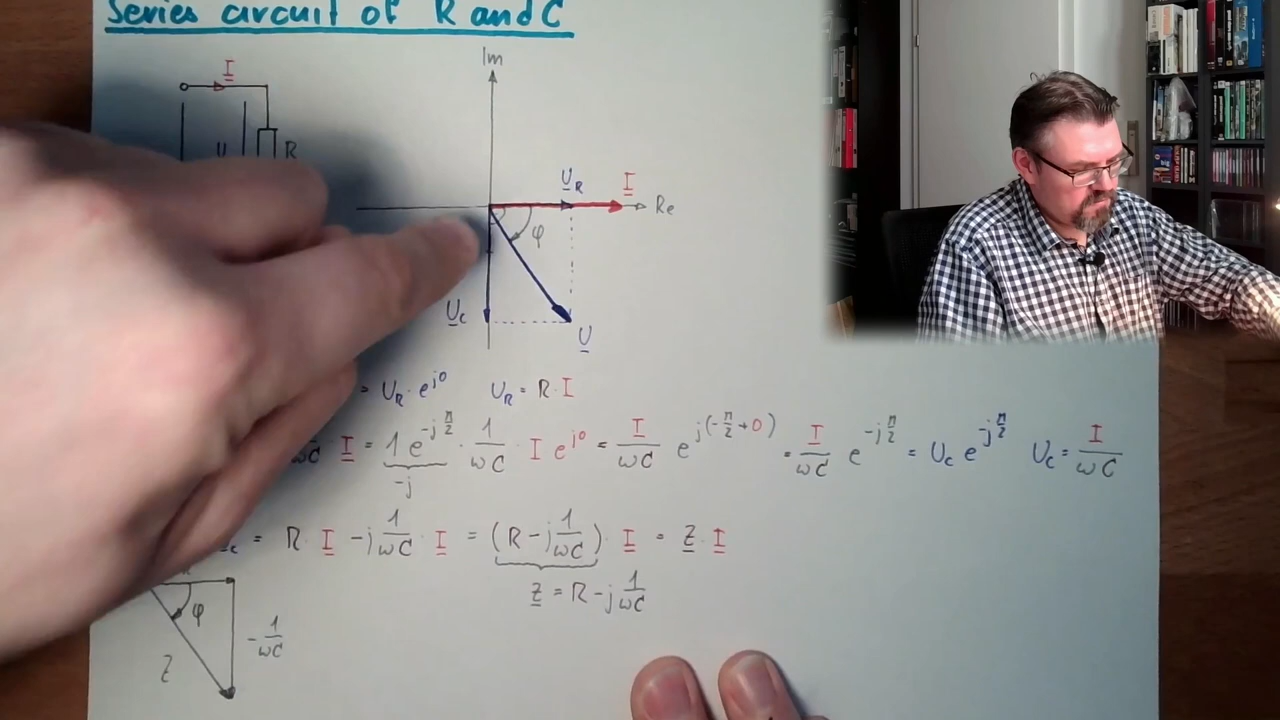 Series circuit of R and C
Im
I
U R
U_R I Re
φ
U_C U
= U_R · e^{j0} U_R = R · I
ωC I = 1 e^{-j π/2} · 1/ωC · I e^{j0} = I/ωC e^{j(-π/2+0)} = I/ωC e^{-j π/2} = U_C e^{-j π/2} U_C = I/ωC
-j
= R I - j 1/ωC · I = (R - j 1/ωC) · I = Z · I
Z = R - j 1/ωC
φ
Z - 1/ωC